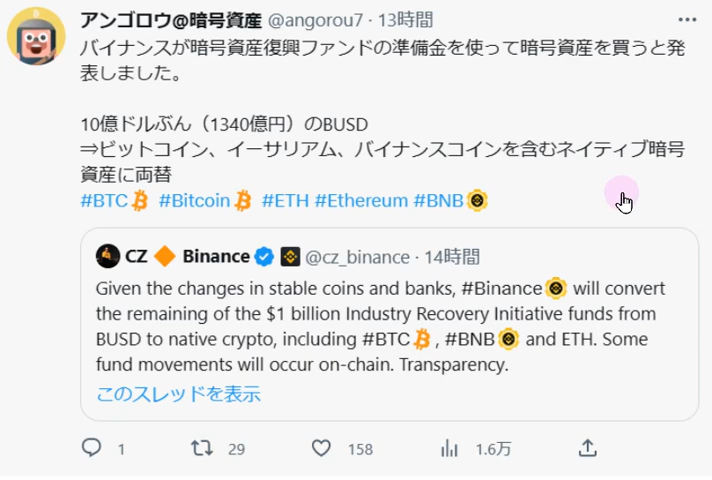 アンゴロウ@暗号資産 @angorou7・13時間
バイナンスが暗号資産復興ファンドの準備金を使って暗号資産を買うと発
表しました。
10億ドルぶん（1340億円）のBUSD
⇒ビットコイン、イーサリアム、バイナンスコインを含むネイティブ暗号
資産に両替
#BTC #Bitcoin #ETH #Ethereum #BNB
CZ 🔶 Binance @cz_binance・14時間
Given the changes in stable coins and banks, #Binance will convert
the remaining of the $1 billion Industry Recovery Initiative funds from
BUSD to native crypto, including #BTC, #BNB and ETH. Some
fund movements will occur on-chain. Transparency.
このスレッドを表示
1 29 158 1.6万